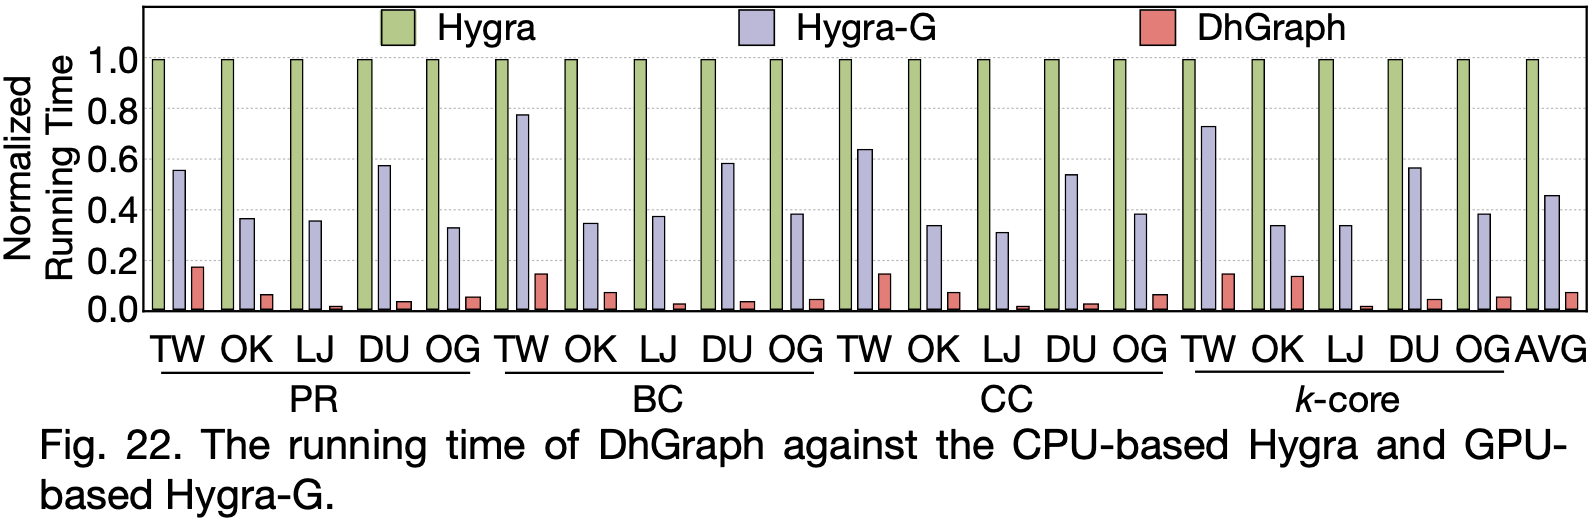 Hygra Hygra-G DhGraph
Normalized
Running Time
1.0
0.8
0.6
0.4
0.2
0.0
TW OK LJ DU OG TW OK LJ DU OG TW OK LJ DU OG TW OK LJ DU OG AVG
PR BC CC k-core
Fig. 22. The running time of DhGraph against the CPU-based Hygra and GPU-
based Hygra-G.